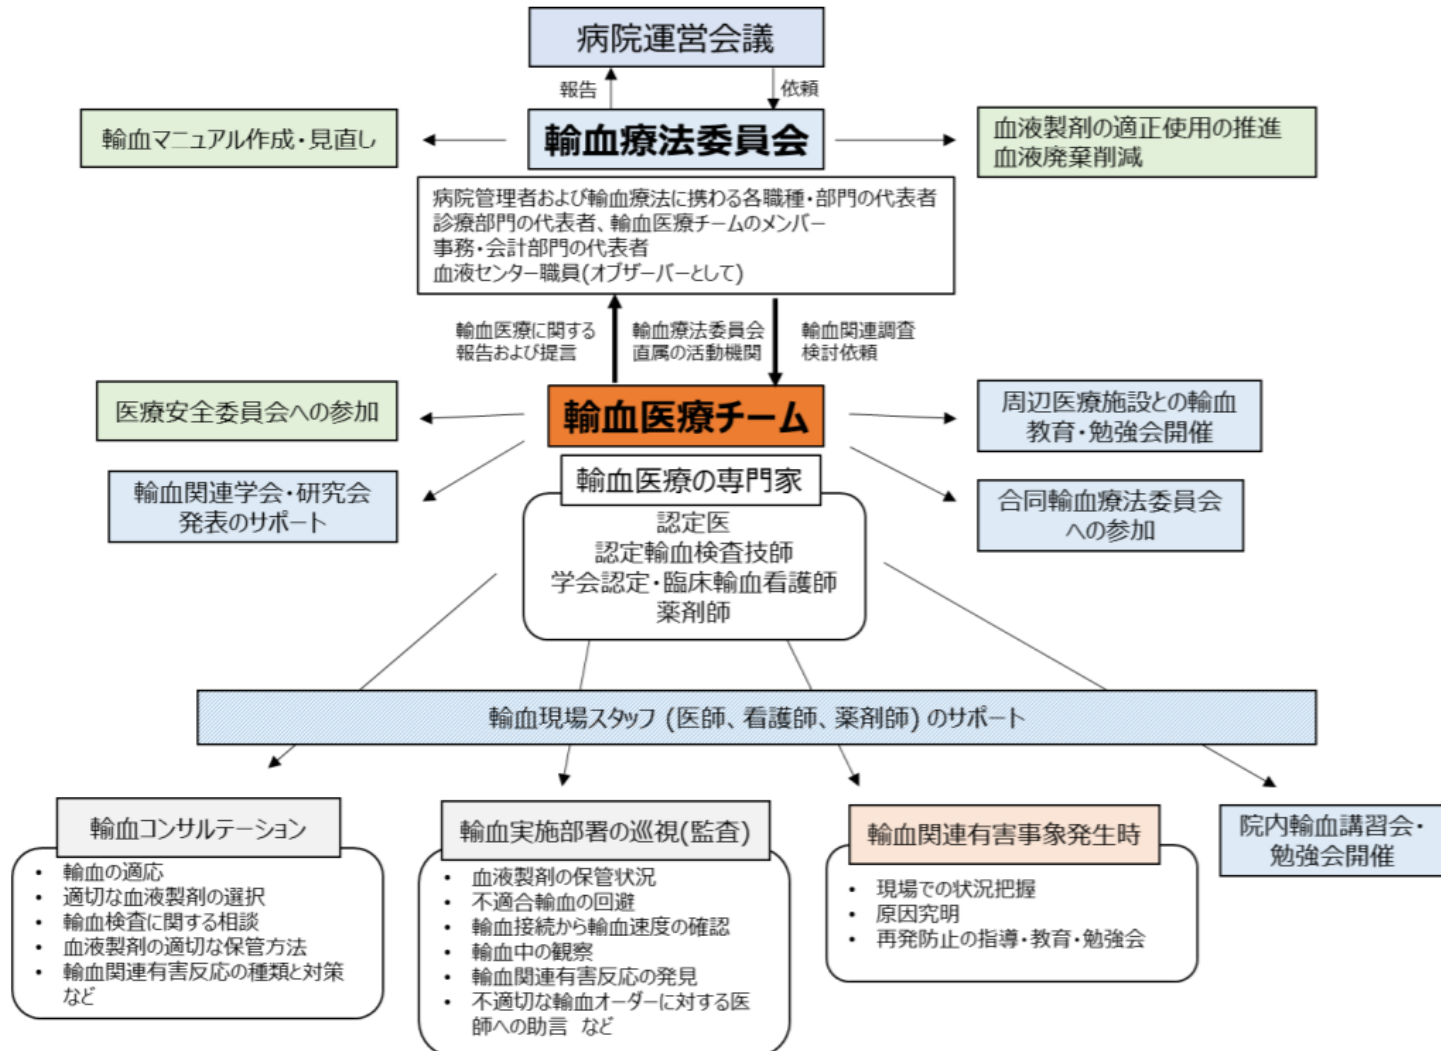 病院運営会議
報告
依頼
輸血マニュアル作成・見直し
輸血療法委員会
血液製剤の適正使用の推進
血液廃棄削減
病院管理者および輸血療法に携わる各職種・部門の代表者
診療部門の代表者、輸血医療チームのメンバー
事務・会計部門の代表者
血液センター職員(オブザーバーとして)
輸血医療に関する
報告および提言
輸血療法委員会
直属の活動機関
輸血関連調査
検討依頼
医療安全委員会への参加
輸血医療チーム
周辺医療施設との輸血
教育・勉強会開催
輸血関連学会・研究会
発表のサポート
輸血医療の専門家
認定医
認定輸血検査技師
学会認定・臨床輸血看護師
薬剤師
合同輸血療法委員会
への参加
輸血現場スタッフ (医師、看護師、薬剤師) のサポート
輸血コンサルテーション
• 輸血の適応
• 適切な血液製剤の選択
• 輸血検査に関する相談
• 血液製剤の適切な保管方法
• 輸血関連有害反応の種類と対策
など
輸血実施部署の巡視(監査)
• 血液製剤の保管状況
• 不適合輸血の回避
• 輸血接続から輸血速度の確認
• 輸血中の観察
• 輸血関連有害反応の発見
• 不適切な輸血オーダーに対する医
師への助言 など
輸血関連有害事象発生時
• 現場での状況把握
• 原因究明
• 再発防止の指導・教育・勉強会
院内輸血講習会・
勉強会開催